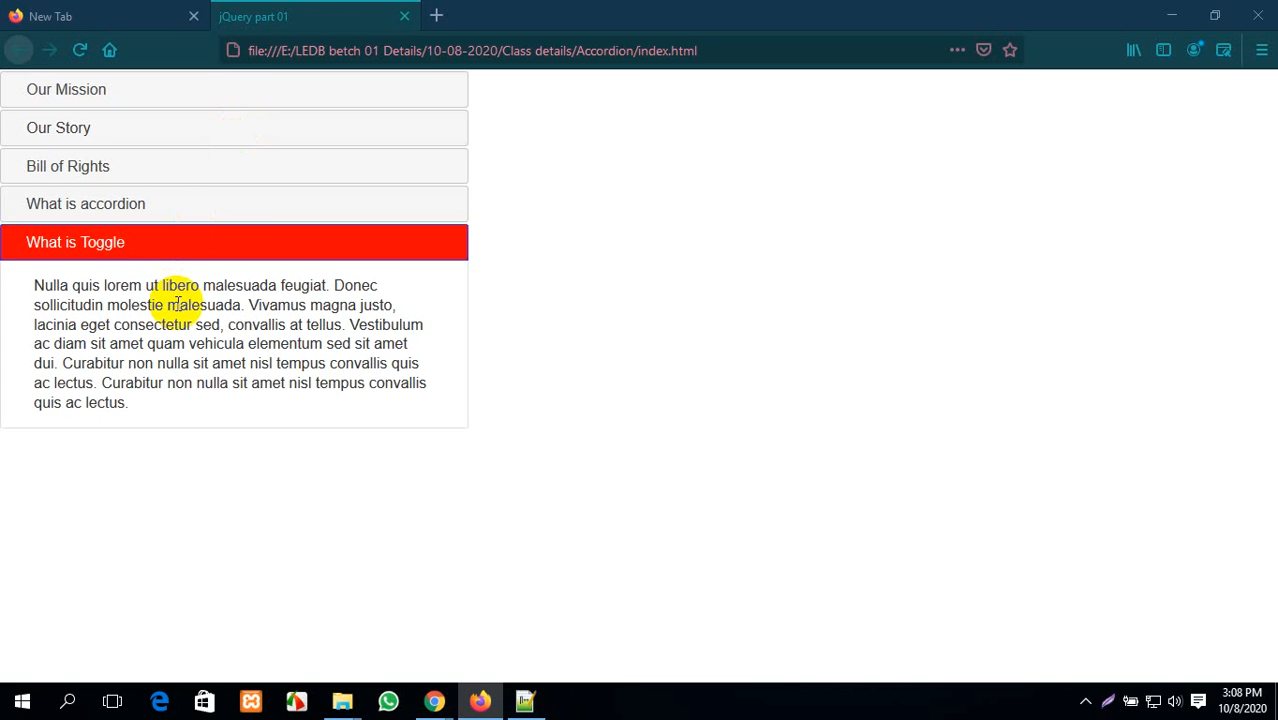 New Tab
jQuery part 01
file:///E:/LEDB betch 01 Details/10-08-2020/Class details/Accordion/index.html
Our Mission
Our Story
Bill of Rights
What is accordion
What is Toggle
Nulla quis lorem ut libero malesuada feugiat. Donec
sollicitudin molestie malesuada. Vivamus magna justo,
lacinia eget consectetur sed, convallis at tellus. Vestibulum
ac diam sit amet quam vehicula elementum sed sit amet
dui. Curabitur non nulla sit amet nisl tempus convallis quis
ac lectus. Curabitur non nulla sit amet nisl tempus convallis
quis ac lectus.
3:08 PM
10/8/2020